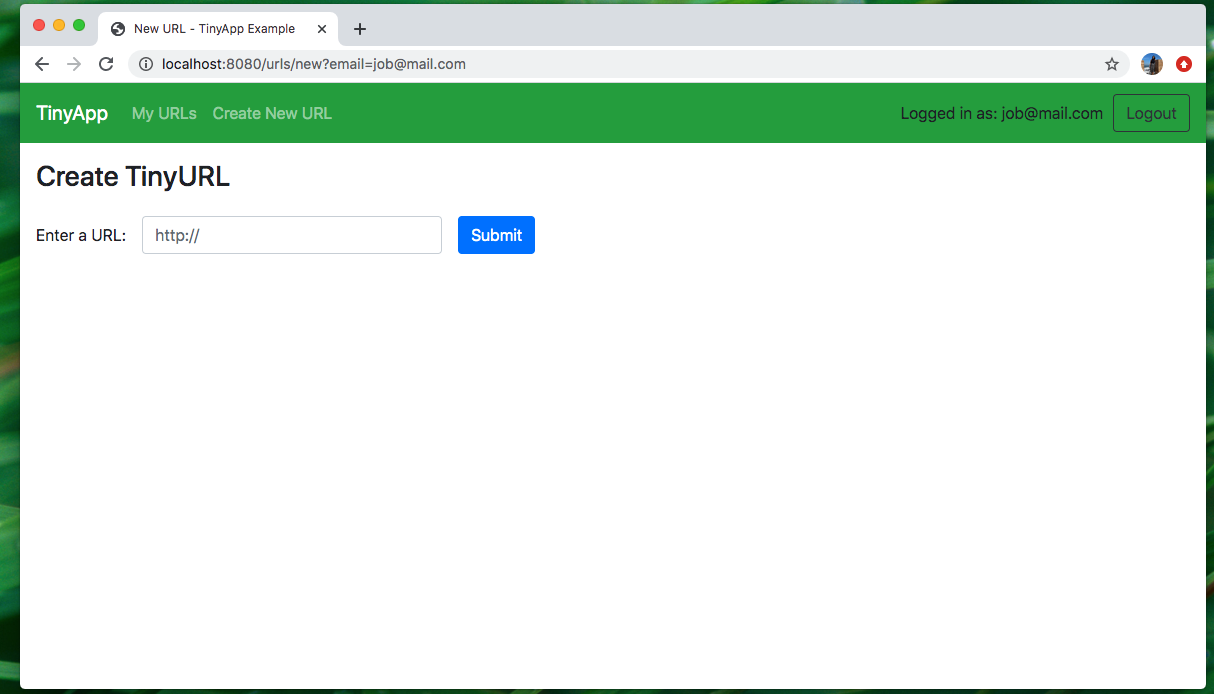 New URL - TinyApp Example
localhost:8080/urls/new?email=job@mail.com
TinyApp My URLs Create New URL Logged in as: job@mail.com Logout
Create TinyURL
Enter a URL: http:// Submit